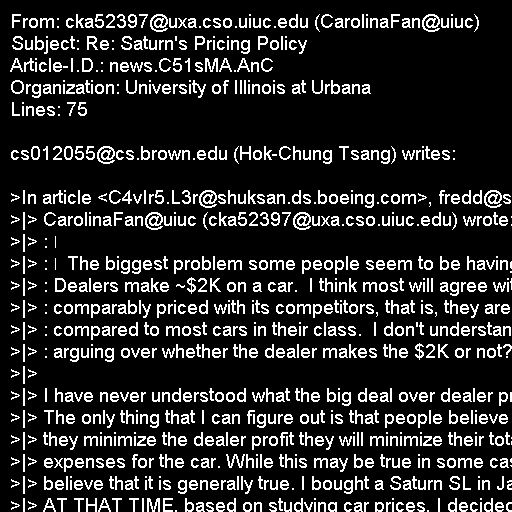 From: cka52397@uxa.cso.uiuc.edu (CarolinaFan@uiuc)
Subject: Re: Saturn's Pricing Policy
Article-I.D.: news.C51sMA.AnC
Organization: University of Illinois at Urbana
Lines: 75

cs012055@cs.brown.edu (Hok-Chung Tsang) writes:

>In article <C4vIr5.L3r@shuksan.ds.boeing.com>, fredd@s
>|> CarolinaFan@uiuc (cka52397@uxa.cso.uiuc.edu) wrote:
>|> :
>|> : The biggest problem some people seem to be having
>|> : Dealers make ~$2K on a car.  I think most will agree wit
>|> : comparably priced with its competitors, that is, they are
>|> : compared to most cars in their class.  I don't understan
>|> : arguing over whether the dealer makes the $2K or not?
>|>
>|> I have never understood what the big deal over dealer pr
>|> The only thing that I can figure out is that people believe
>|> they minimize the dealer profit they will minimize their tot
>|> expenses for the car. While this may be true in some cas
>|> believe that it is generally true. I bought a Saturn SL in Ja
>|> AT THAT TIME, based on studying car prices, I decided